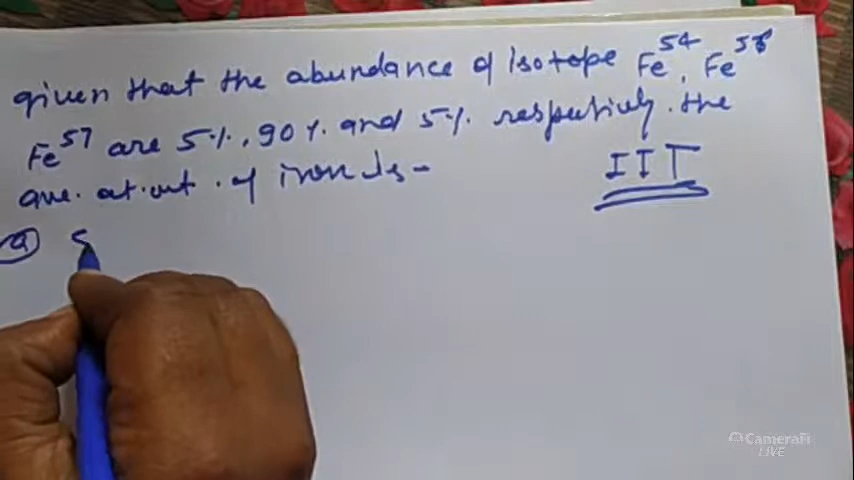 given that the abundance of isotope Fe⁵⁴, Fe⁵⁶
Fe⁵⁷ are 5%, 90% and 5% respectively. the
ave. at. wt. of iron is -
IIT
(a) 5
CameraFi
LIVE